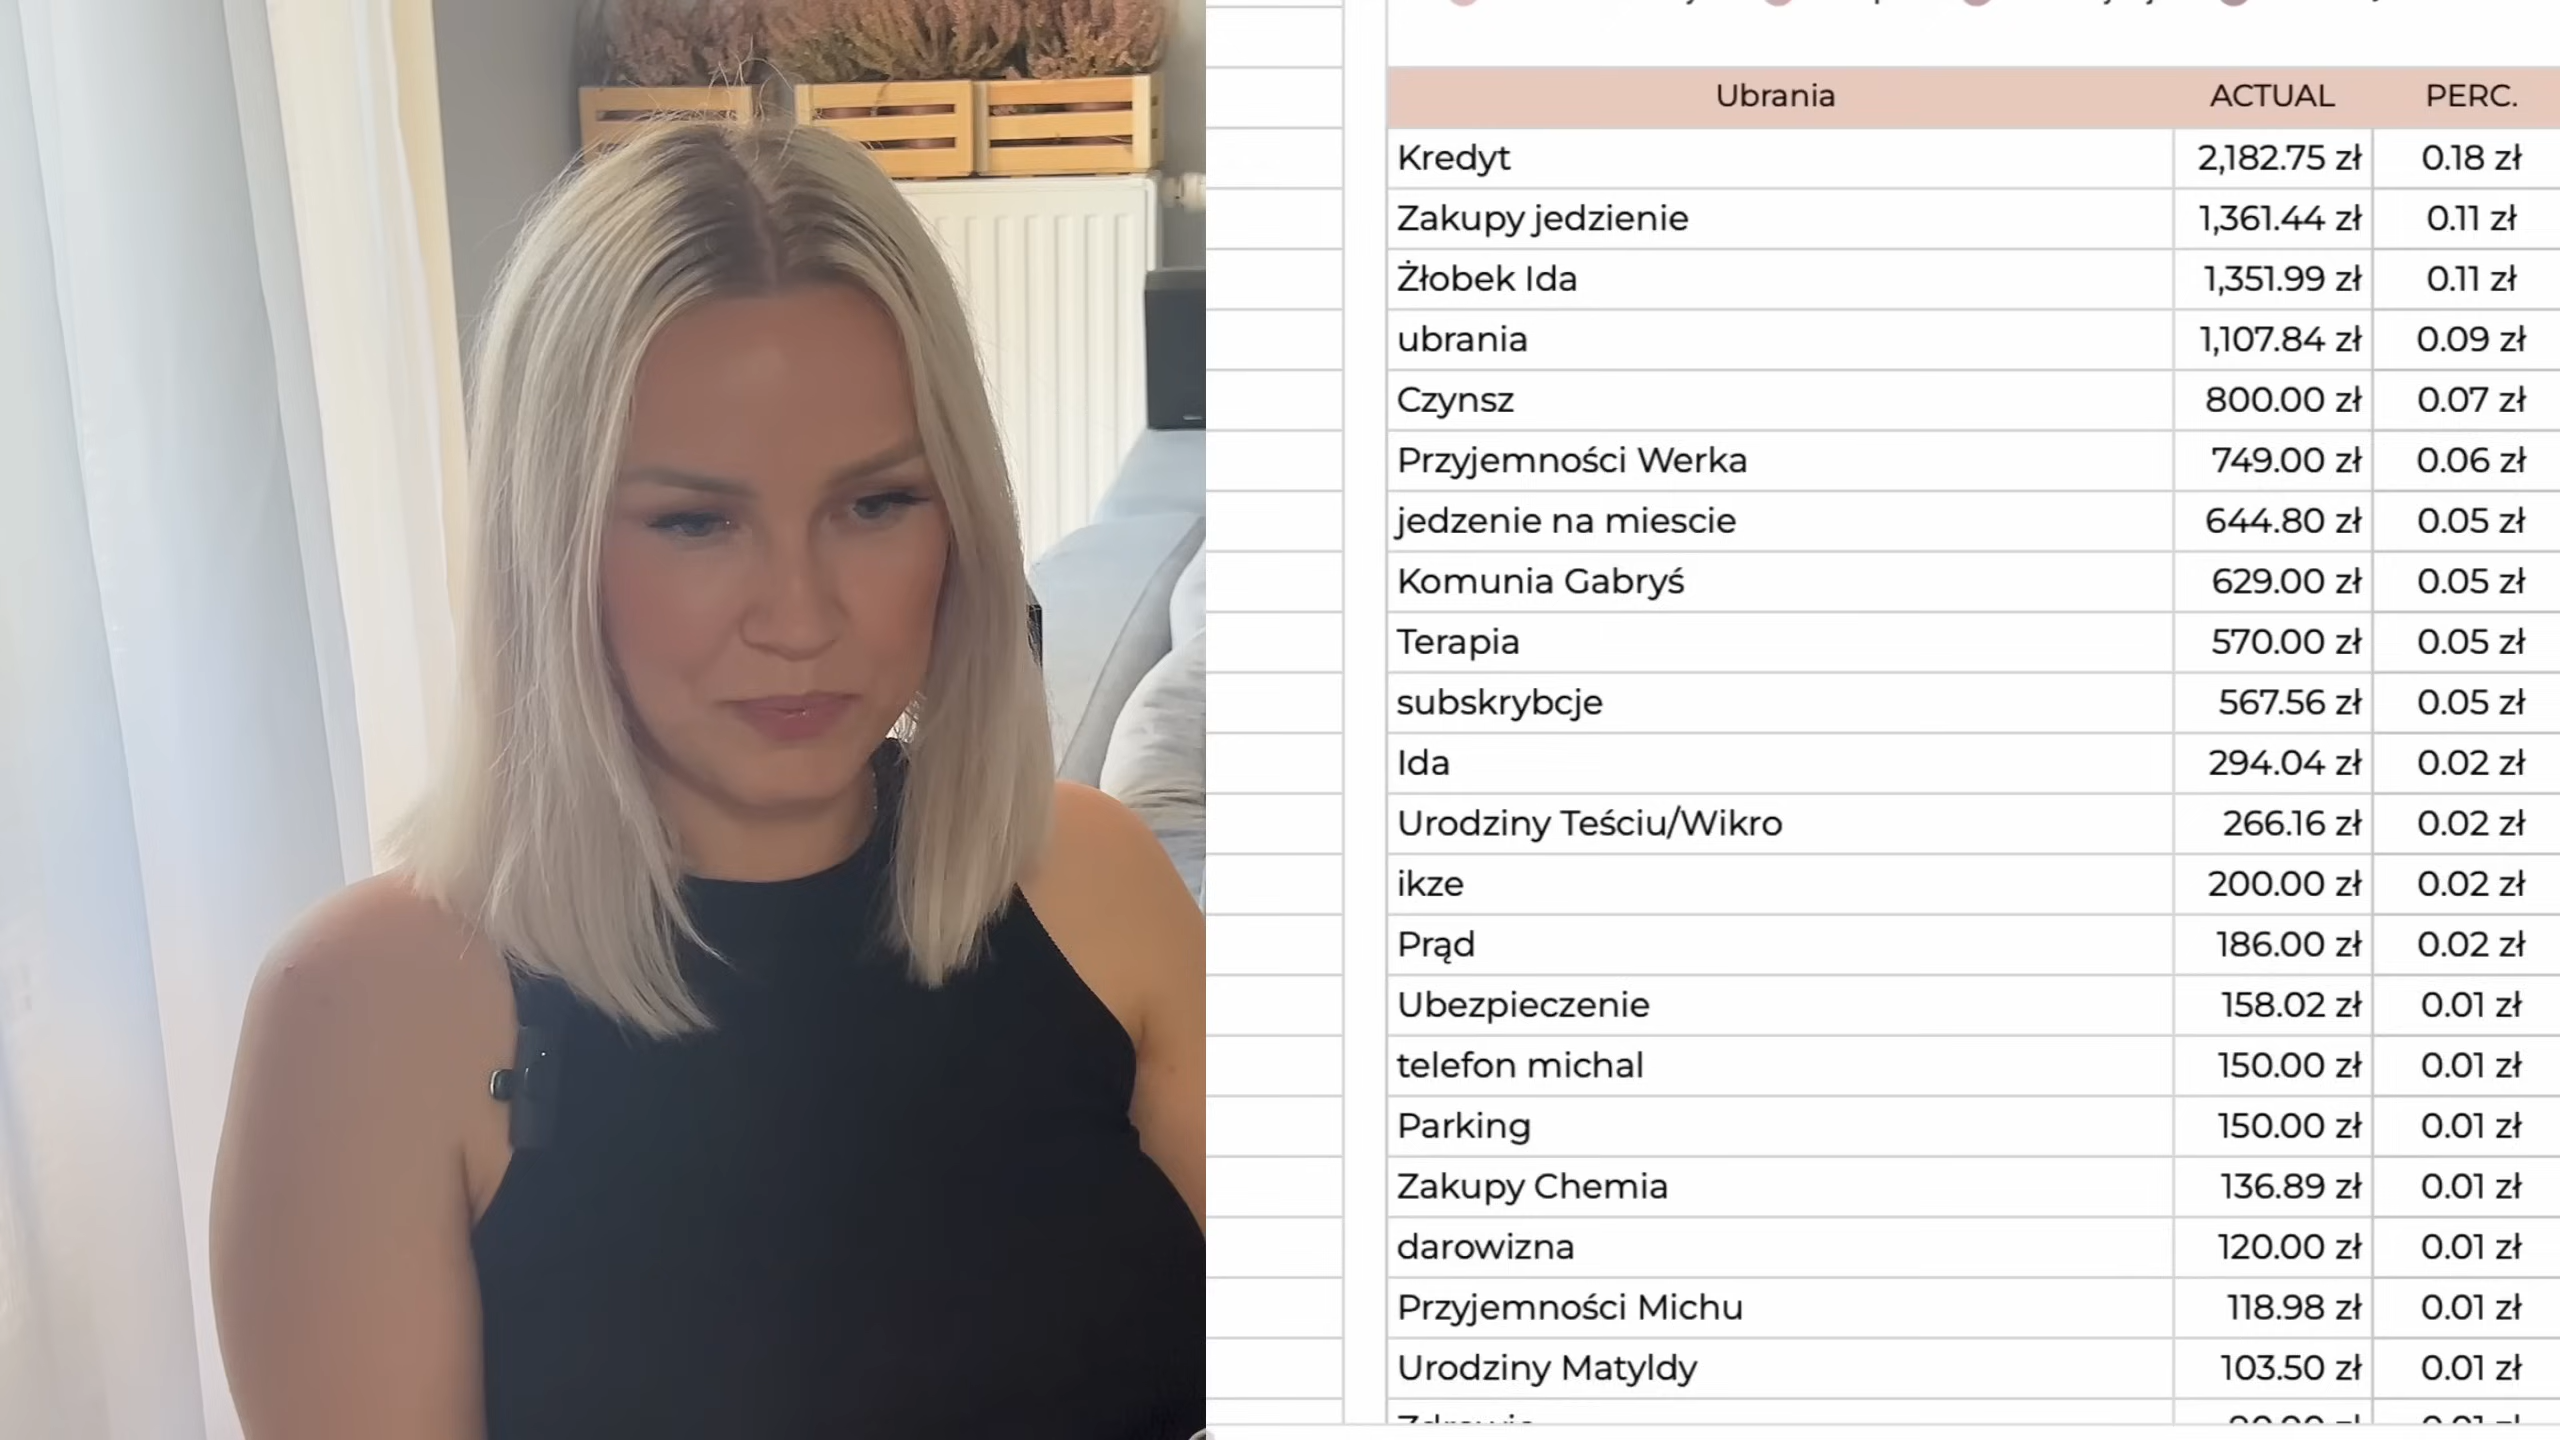 Ubrania ACTUAL PERC.
Kredyt 2,182.75 zł 0.18 zł
Zakupy jedzienie 1,361.44 zł 0.11 zł
Żłobek Ida 1,351.99 zł 0.11 zł
ubrania 1,107.84 zł 0.09 zł
Czynsz 800.00 zł 0.07 zł
Przyjemności Werka 749.00 zł 0.06 zł
jedzenie na miescie 644.80 zł 0.05 zł
Komunia Gabryś 629.00 zł 0.05 zł
Terapia 570.00 zł 0.05 zł
subskrybcje 567.56 zł 0.05 zł
Ida 294.04 zł 0.02 zł
Urodziny Teściu/Wikro 266.16 zł 0.02 zł
ikze 200.00 zł 0.02 zł
Prąd 186.00 zł 0.02 zł
Ubezpieczenie 158.02 zł 0.01 zł
telefon michal 150.00 zł 0.01 zł
Parking 150.00 zł 0.01 zł
Zakupy Chemia 136.89 zł 0.01 zł
darowizna 120.00 zł 0.01 zł
Przyjemności Michu 118.98 zł 0.01 zł
Urodziny Matyldy 103.50 zł 0.01 zł